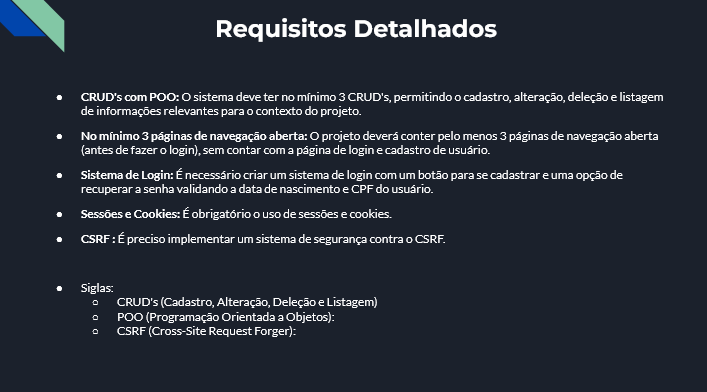 Requisitos Detalhados
● CRUD's com POO: O sistema deve ter no mínimo 3 CRUD's, permitindo o cadastro, alteração, deleção e listagem
de informações relevantes para o contexto do projeto.
● No mínimo 3 páginas de navegação aberta: O projeto deverá conter pelo menos 3 páginas de navegação aberta
(antes de fazer o login), sem contar com a página de login e cadastro de usuário.
● Sistema de Login: É necessário criar um sistema de login com um botão para se cadastrar e uma opção de
recuperar a senha validando a data de nascimento e CPF do usuário.
● Sessões e Cookies: É obrigatório o uso de sessões e cookies.
● CSRF : É preciso implementar um sistema de segurança contra o CSRF.
● Siglas:
○ CRUD's (Cadastro, Alteração, Deleção e Listagem)
○ POO (Programação Orientada a Objetos):
○ CSRF (Cross-Site Request Forger):